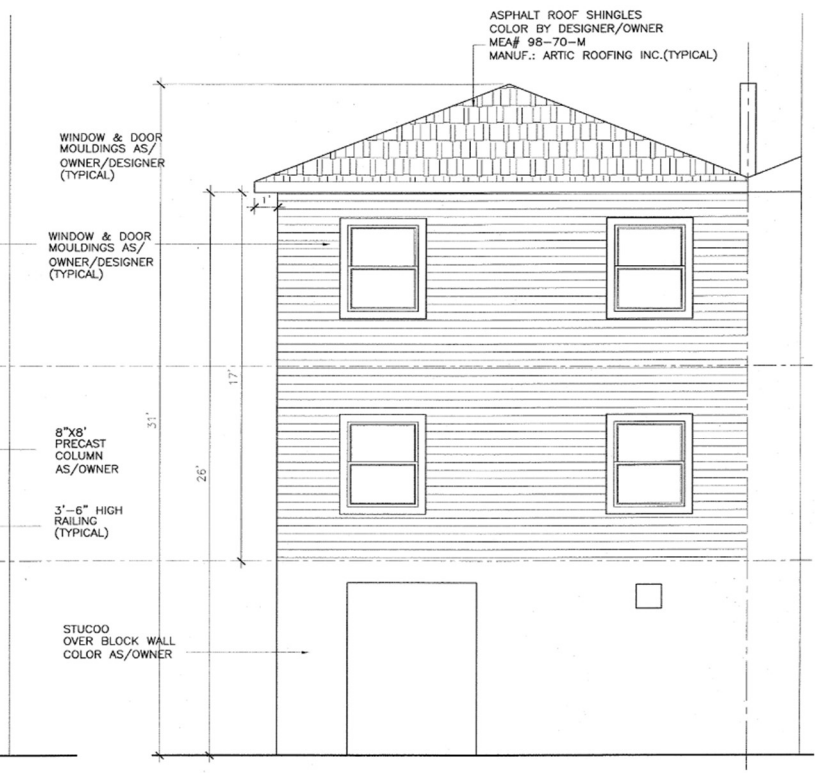 ASPHALT ROOF SHINGLES
COLOR BY DESIGNER/OWNER
MEA# 98-70-M
MANUF.: ARTIC ROOFING INC.(TYPICAL)
WINDOW & DOOR
MOULDINGS AS/
OWNER/DESIGNER
(TYPICAL)
1'
WINDOW & DOOR
MOULDINGS AS/
OWNER/DESIGNER
(TYPICAL)
17'
31'
26'
8"X8'
PRECAST
COLUMN
AS/OWNER
3'-6" HIGH
RAILING
(TYPICAL)
STUCOO
OVER BLOCK WALL
COLOR AS/OWNER